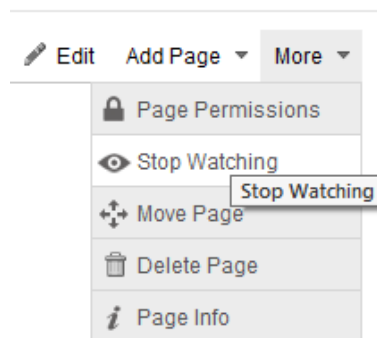 Edit Add Page More
Page Permissions
Stop Watching
Stop Watching
Move Page
Delete Page
Page Info